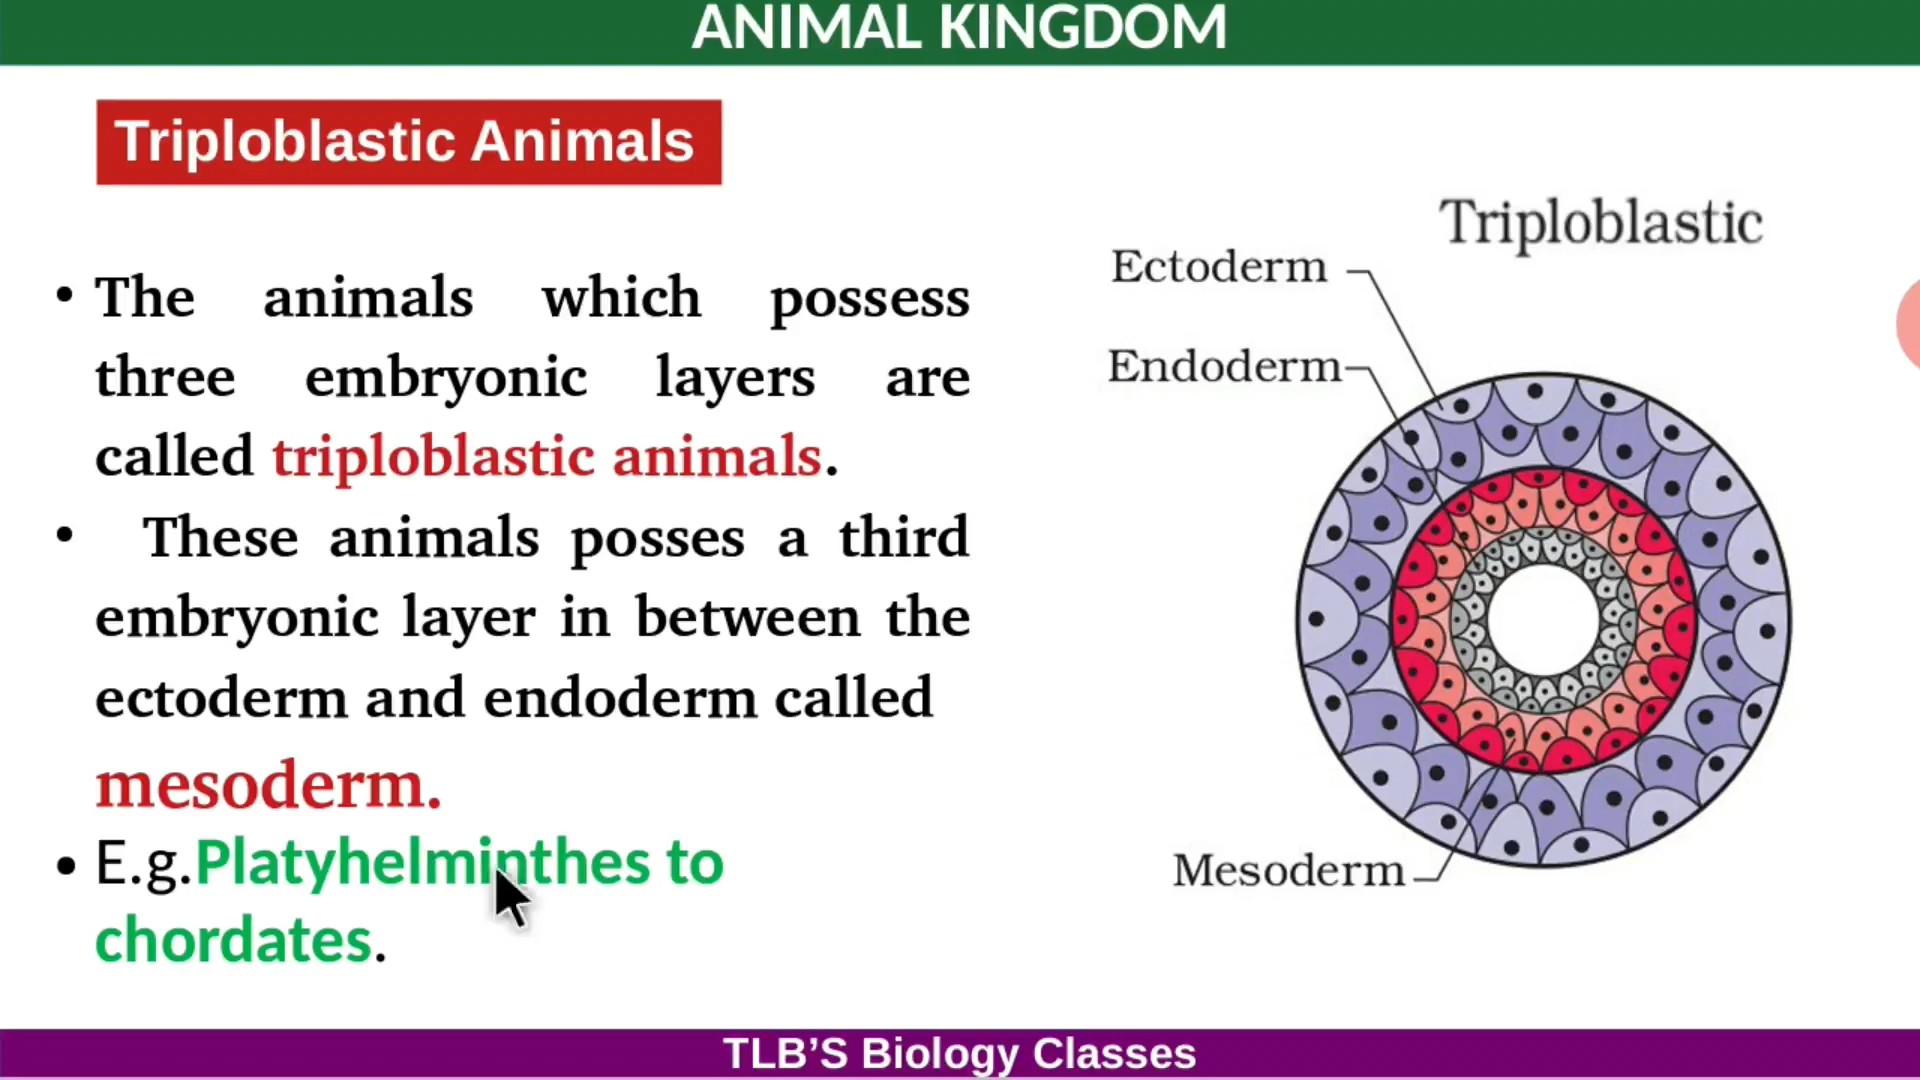 ANIMAL KINGDOM
Triploblastic Animals
• The animals which possess
three embryonic layers are
called triploblastic animals.
• These animals posses a third
embryonic layer in between the
ectoderm and endoderm called
mesoderm.
• E.g.Platyhelminthes to
chordates.
Triploblastic
Ectoderm
Endoderm
Mesoderm
TLB'S Biology Classes